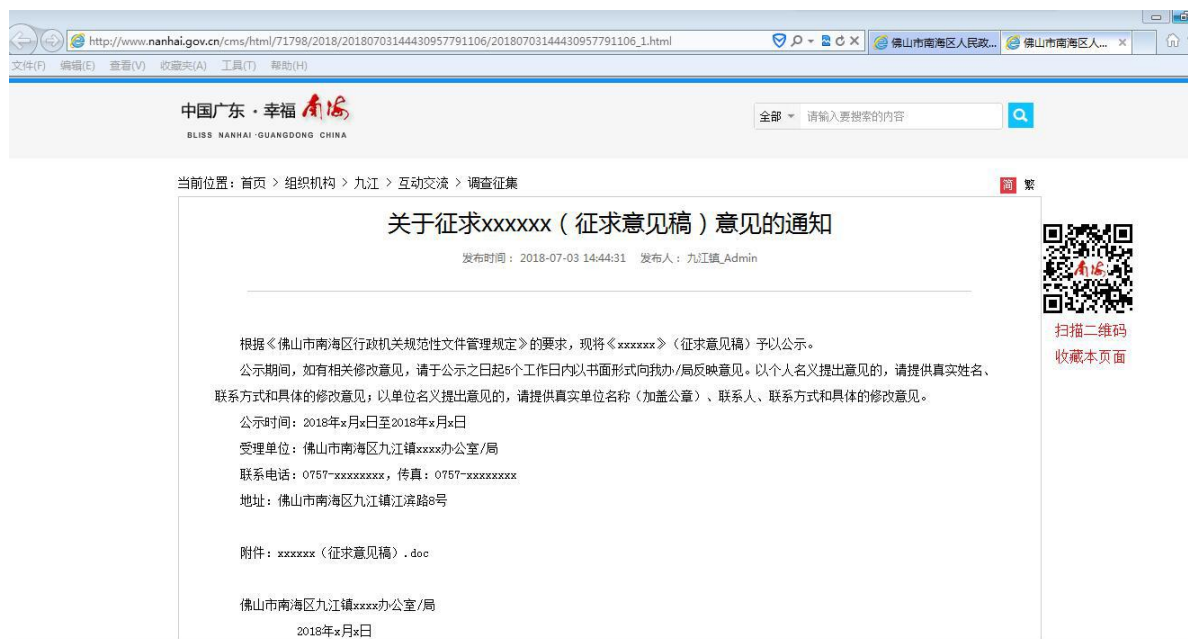 http://www.nanhai.gov.cn/cms/html/71798/2018/20180703144430957791106/20180703144430957791106_1.html
佛山市南海区人民政...
佛山市南海区人...
文件(F) 编辑(E) 查看(V) 收藏夹(A) 工具(T) 帮助(H)
中国广东·幸福 南海
BLISS NANHAI·GUANGDONG CHINA
全部 请输入要搜索的内容
当前位置：首页 > 组织机构 > 九江 > 互动交流 > 调查征集
简 繁
关于征求xxxxxx（征求意见稿）意见的通知
发布时间： 2018-07-03 14:44:31 发布人： 九江镇_Admin
南海
扫描二维码
收藏本页面
根据《佛山市南海区行政机关规范性文件管理规定》的要求，现将《xxxxxx》（征求意见稿）予以公示。
公示期间，如有相关修改意见，请于公示之日起5个工作日内以书面形式向我办/局反映意见。以个人名义提出意见的，请提供真实姓名、
联系方式和具体的修改意见；以单位名义提出意见的，请提供真实单位名称（加盖公章）、联系人、联系方式和具体的修改意见。
公示时间：2018年x月x日至2018年x月x日
受理单位：佛山市南海区九江镇xxxx办公室/局
联系电话：0757-xxxxxxxx，传真：0757-xxxxxxxx
地址：佛山市南海区九江镇江滨路8号
附件：xxxxxx（征求意见稿）.doc
佛山市南海区九江镇xxxx办公室/局
2018年x月x日